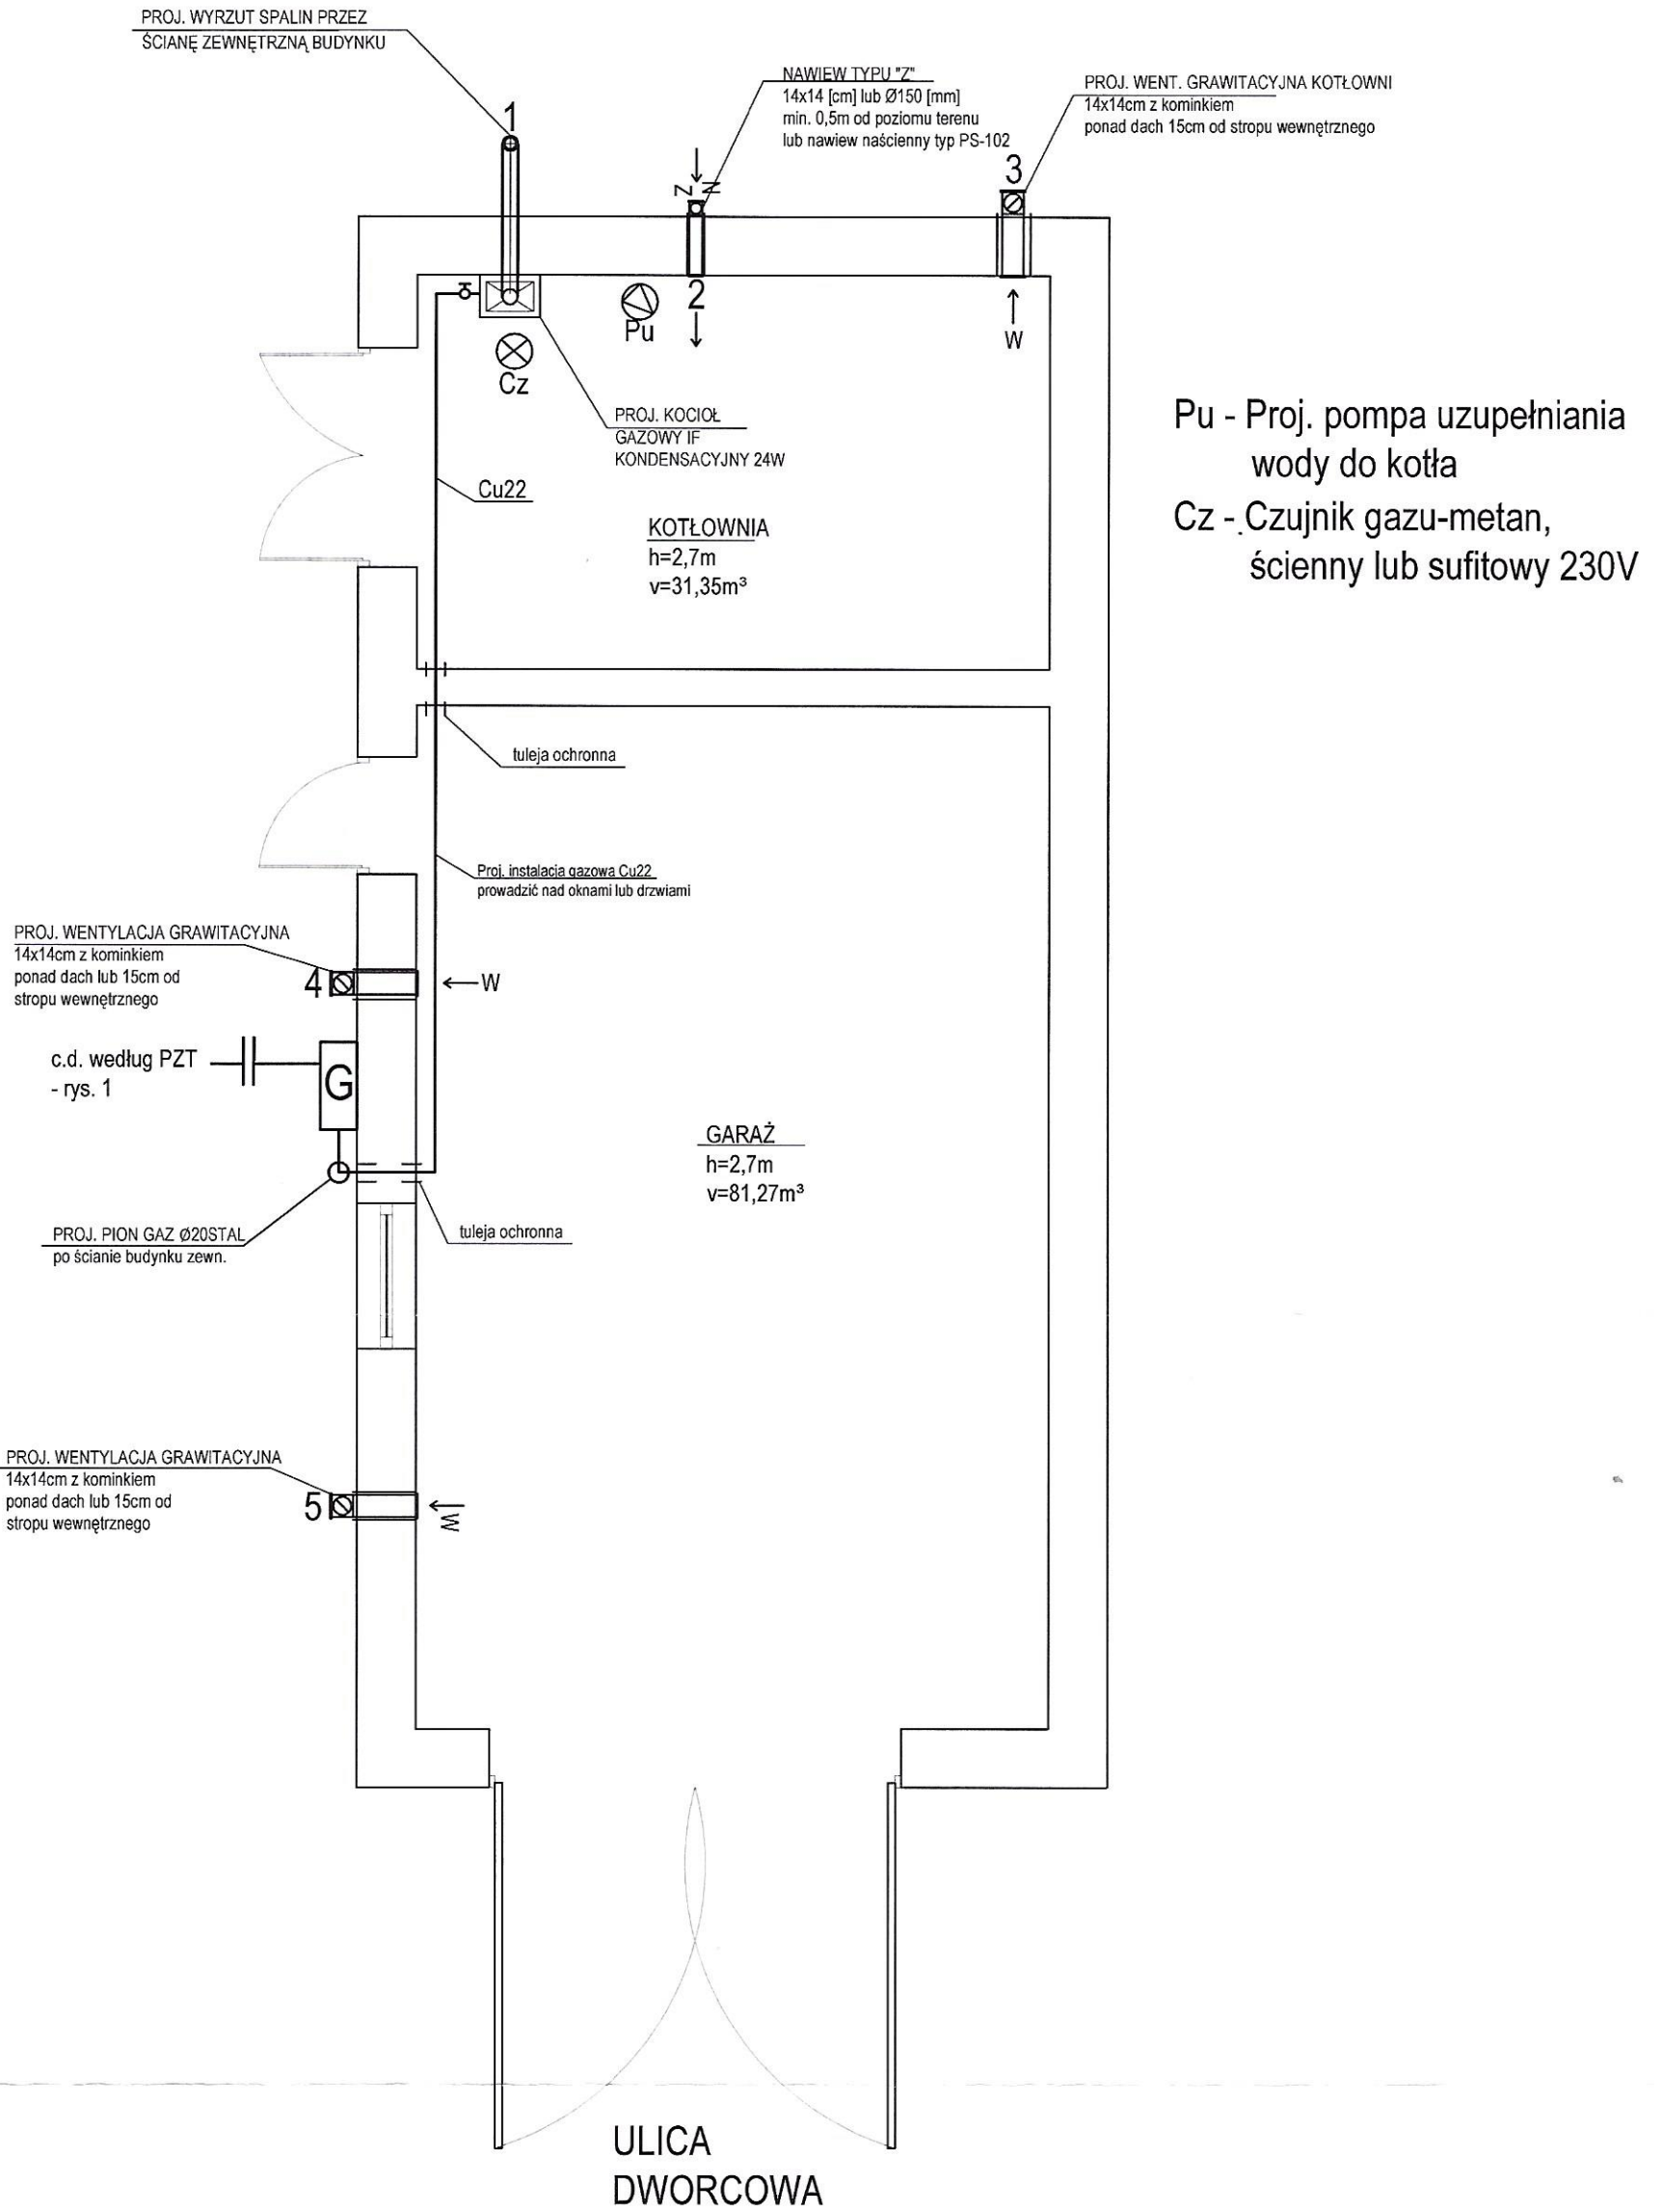 PROJ. WYRZUT SPALIN PRZEZ
ŚCIANĘ ZEWNĘTRZNĄ BUDYNKU
NAWIEW TYPU "Z"
14x14 [cm] lub Ø150 [mm]
min. 0,5m od poziomu terenu
lub nawiew naścienny typ PS-102
PROJ. WENT. GRAWITACYJNA KOTŁOWNI
14x14cm z kominkiem
ponad dach 15cm od stropu wewnętrznego
1
Z
N
3
2
Pu
W
Cz
PROJ. KOCIOŁ
GAZOWY IF
KONDENSACYJNY 24W
Cu22
KOTŁOWNIA
h=2,7m
v=31,35m³
Pu - Proj. pompa uzupełniania
wody do kotła
Cz - Czujnik gazu-metan,
ścienny lub sufitowy 230V
tuleja ochronna
Proj. instalacja gazowa Cu22
prowadzić nad oknami lub drzwiami
PROJ. WENTYLACJA GRAWITACYJNA
14x14cm z kominkiem
ponad dach lub 15cm od
stropu wewnętrznego
4
W
c.d. według PZT
- rys. 1
G
GARAŻ
h=2,7m
v=81,27m³
PROJ. PION GAZ Ø20STAL
po ścianie budynku zewn.
tuleja ochronna
PROJ. WENTYLACJA GRAWITACYJNA
14x14cm z kominkiem
ponad dach lub 15cm od
stropu wewnętrznego
5
W
ULICA
DWORCOWA